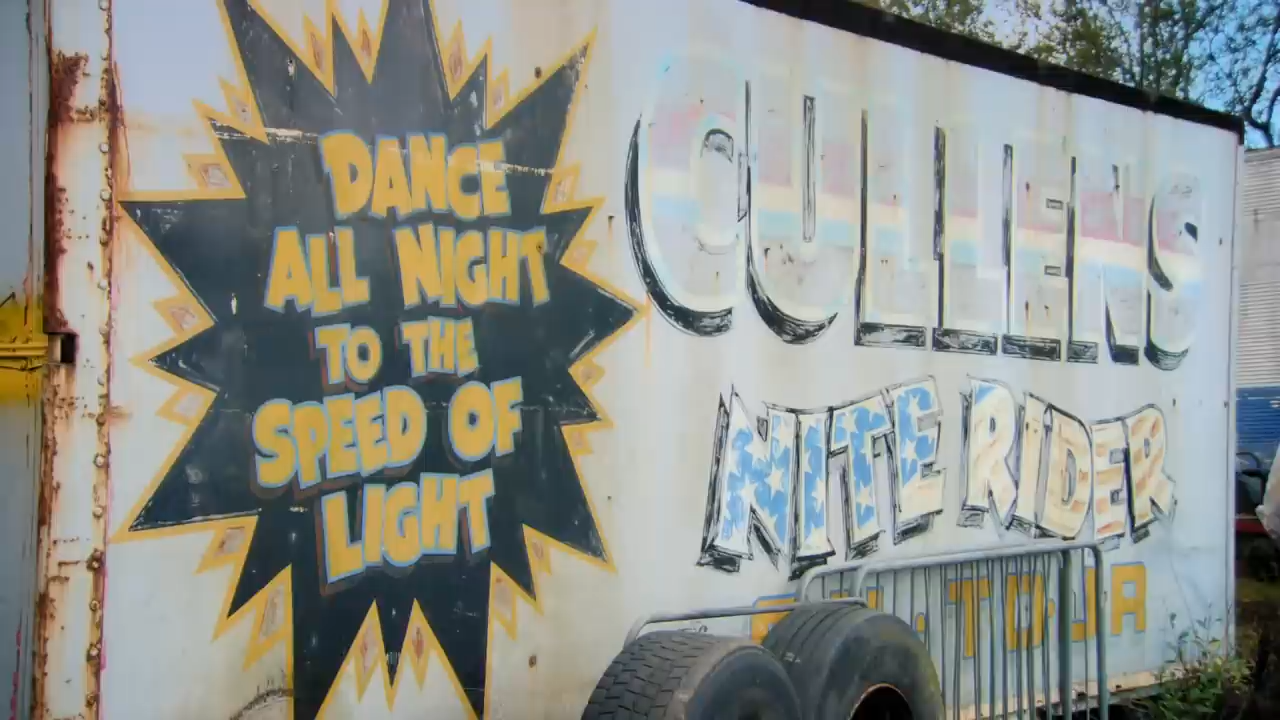 DANCE
ALL NIGHT
TO THE
SPEED OF
LIGHT
CULLENS
NITE RIDER